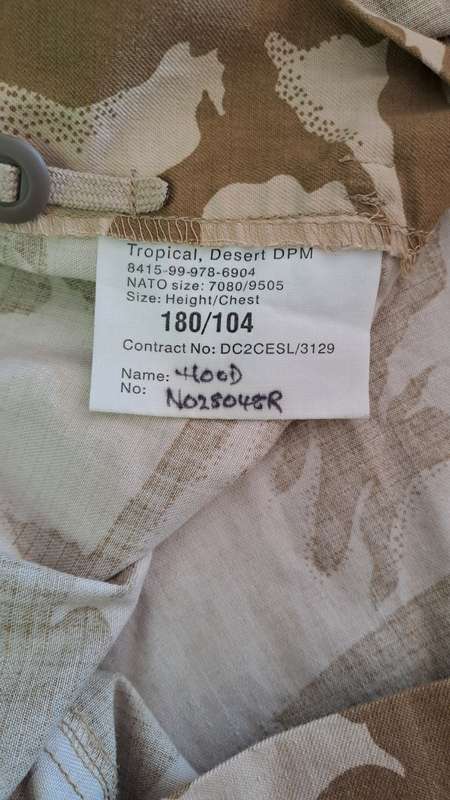 Tropical, Desert DPM
8415-99-978-6904
NATO size: 7080/9505
Size: Height/Chest
180/104
Contract No: DC2CESL/3129
Name: HOOD
No: N028048R